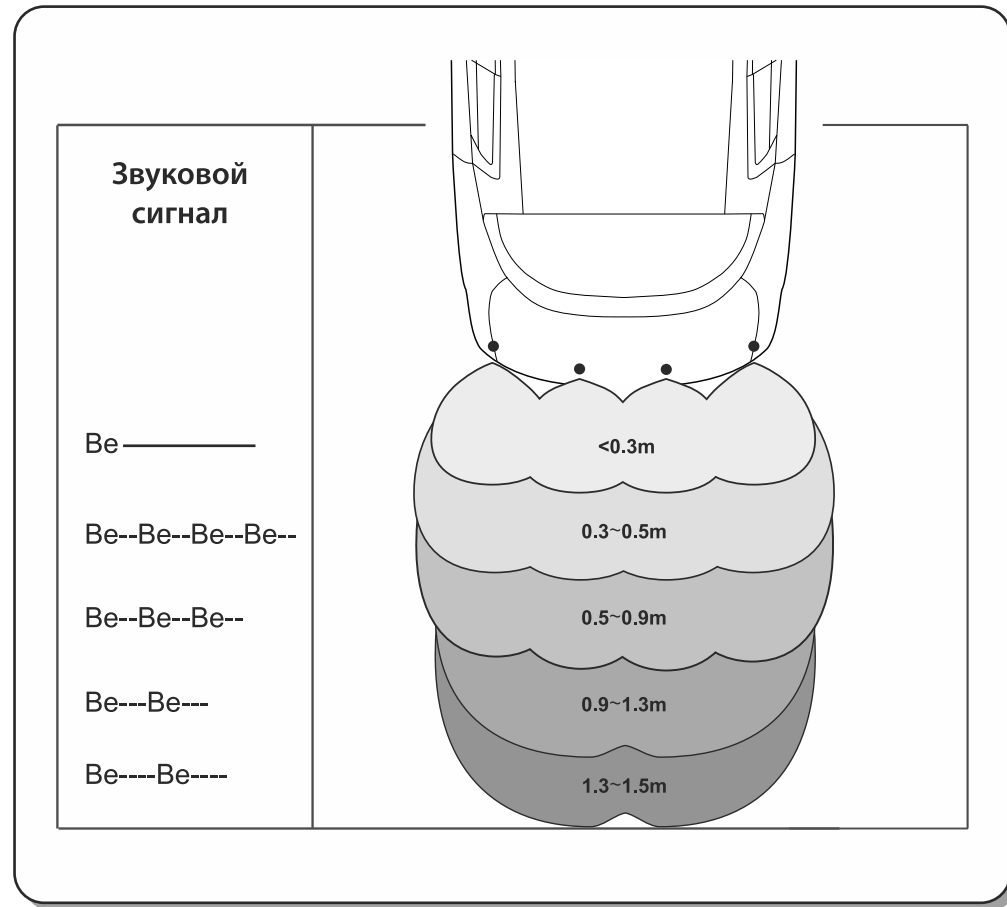 Звуковой
сигнал
Be————
<0.3m
Be--Be--Be--Be--
0.3~0.5m
Be--Be--Be--
0.5~0.9m
Be---Be---
0.9~1.3m
Be----Be----
1.3~1.5m